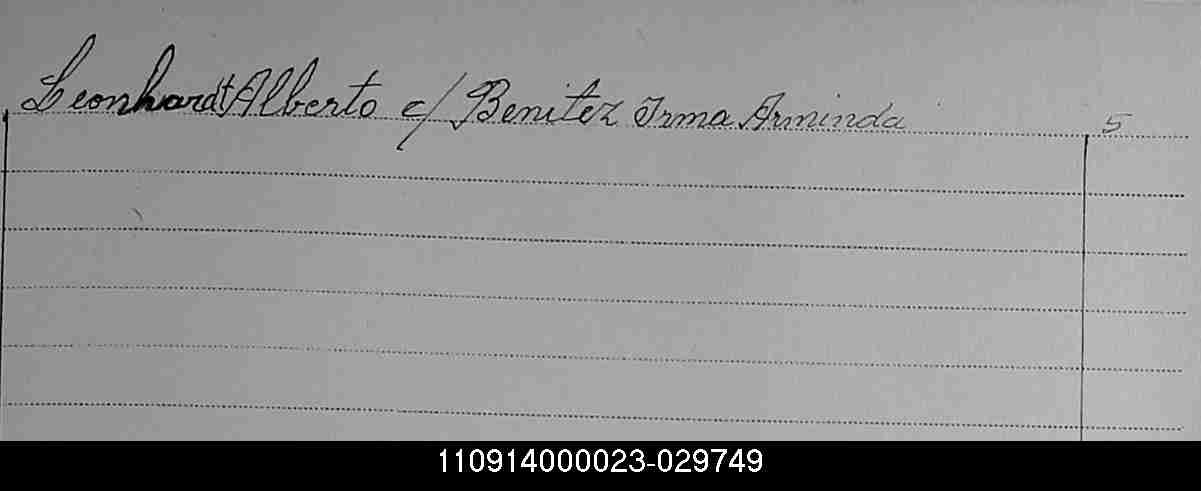 Leonhardt Alberto c/ Benitez Irma Arminda 5
110914000023-029749